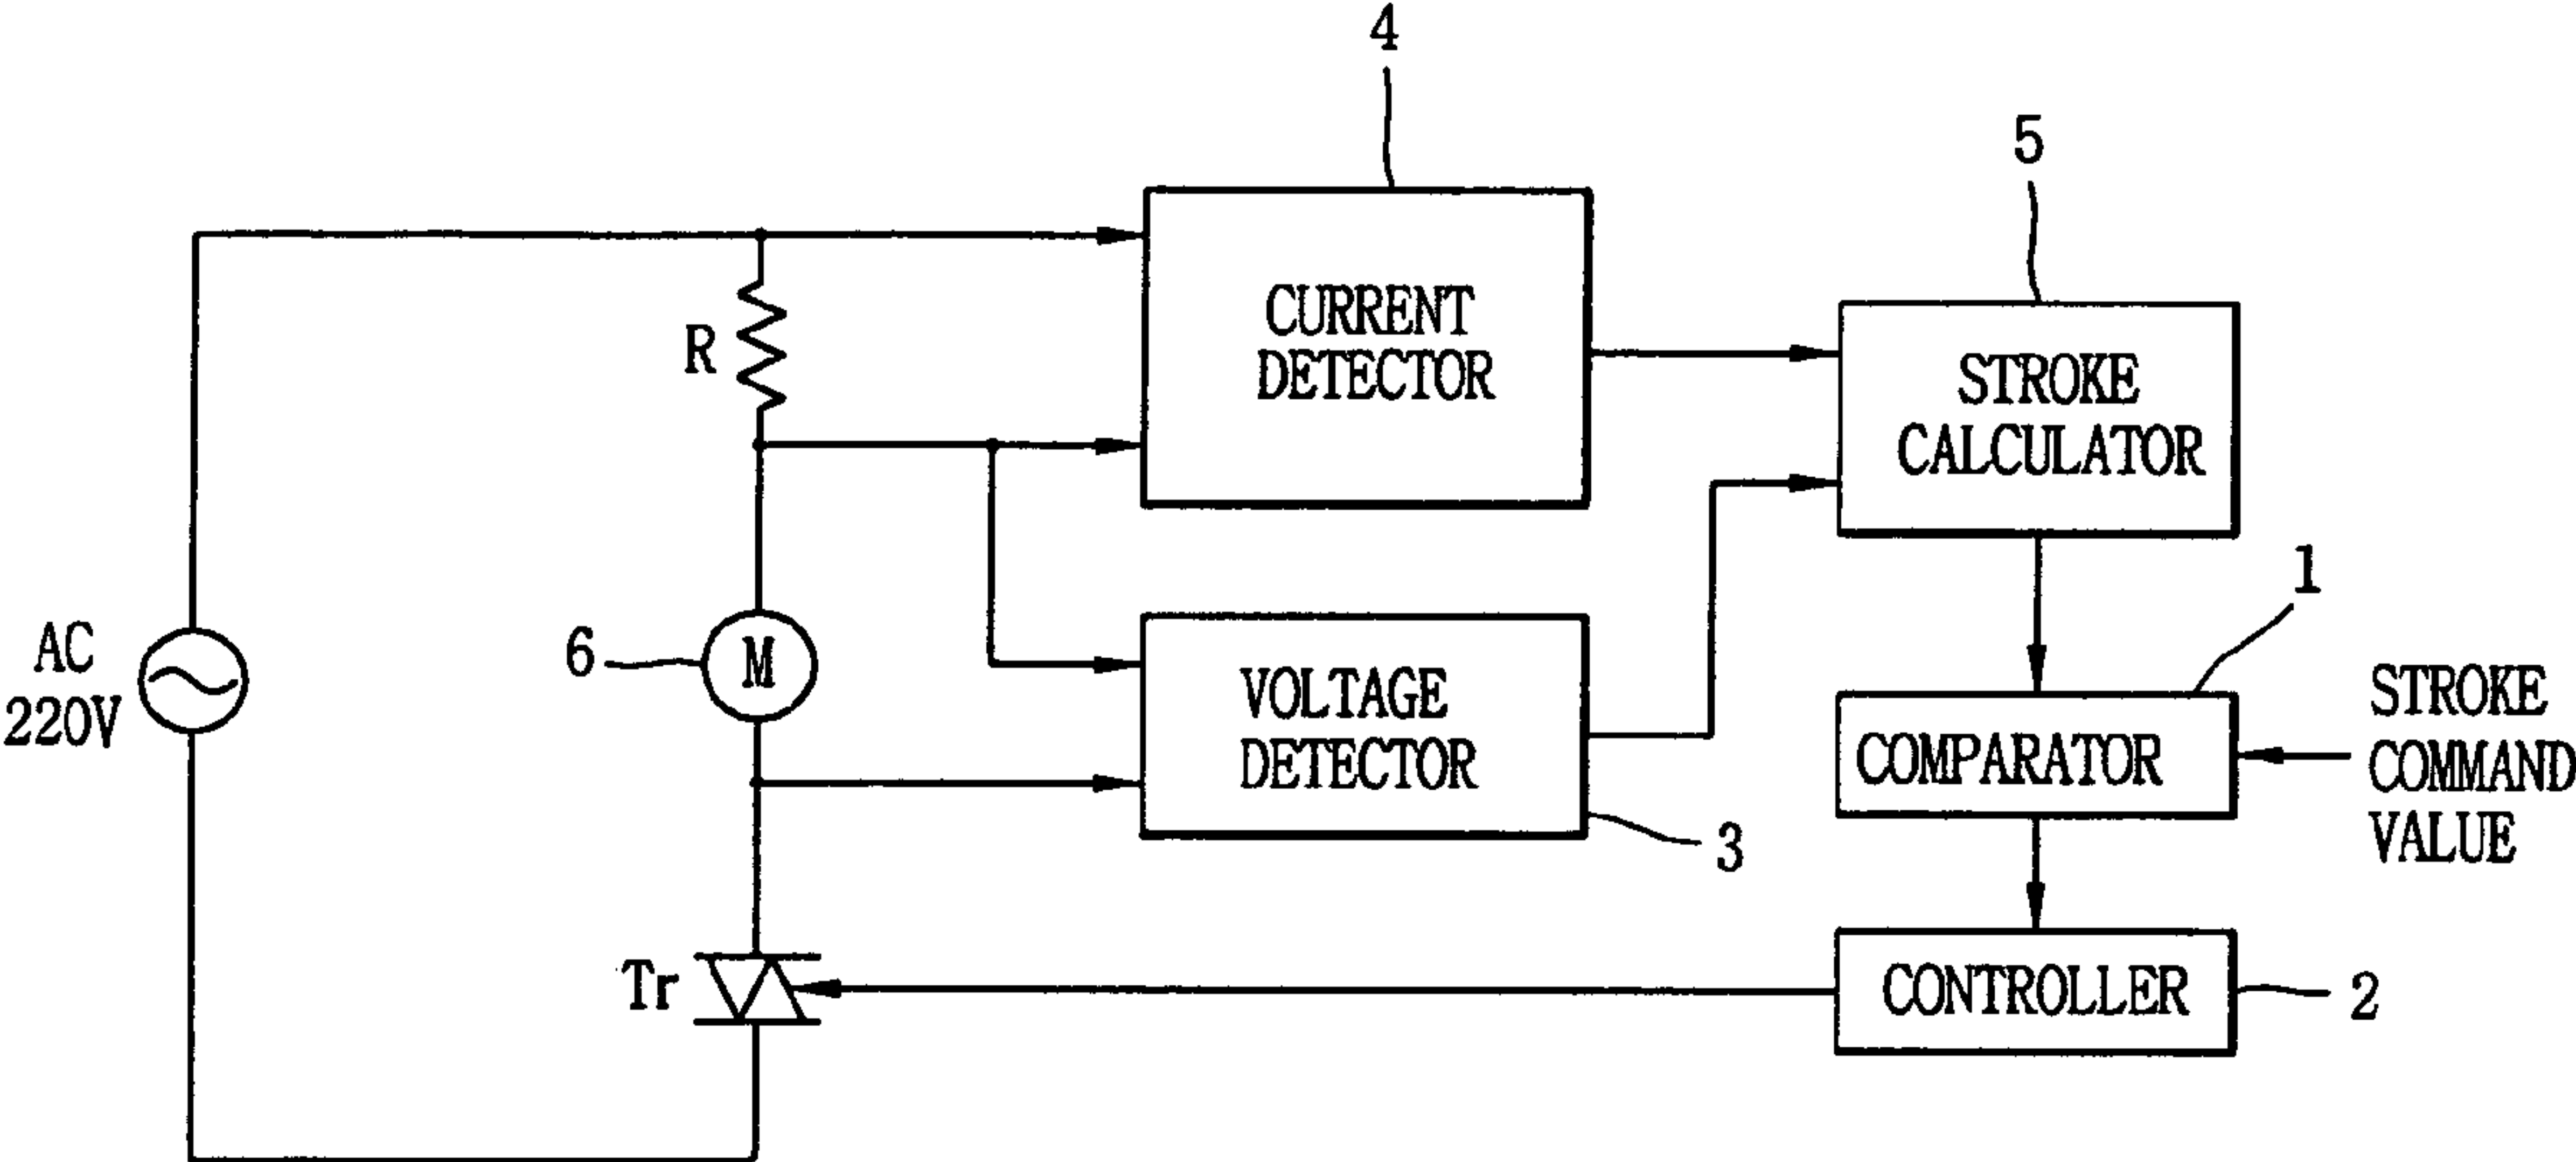 4
5
CURRENT
DETECTOR
R
STROKE
CALCULATOR
1
AC
220V
6
M
VOLTAGE
DETECTOR
3
COMPARATOR
STROKE
COMMAND
VALUE
Tr
CONTROLLER
2